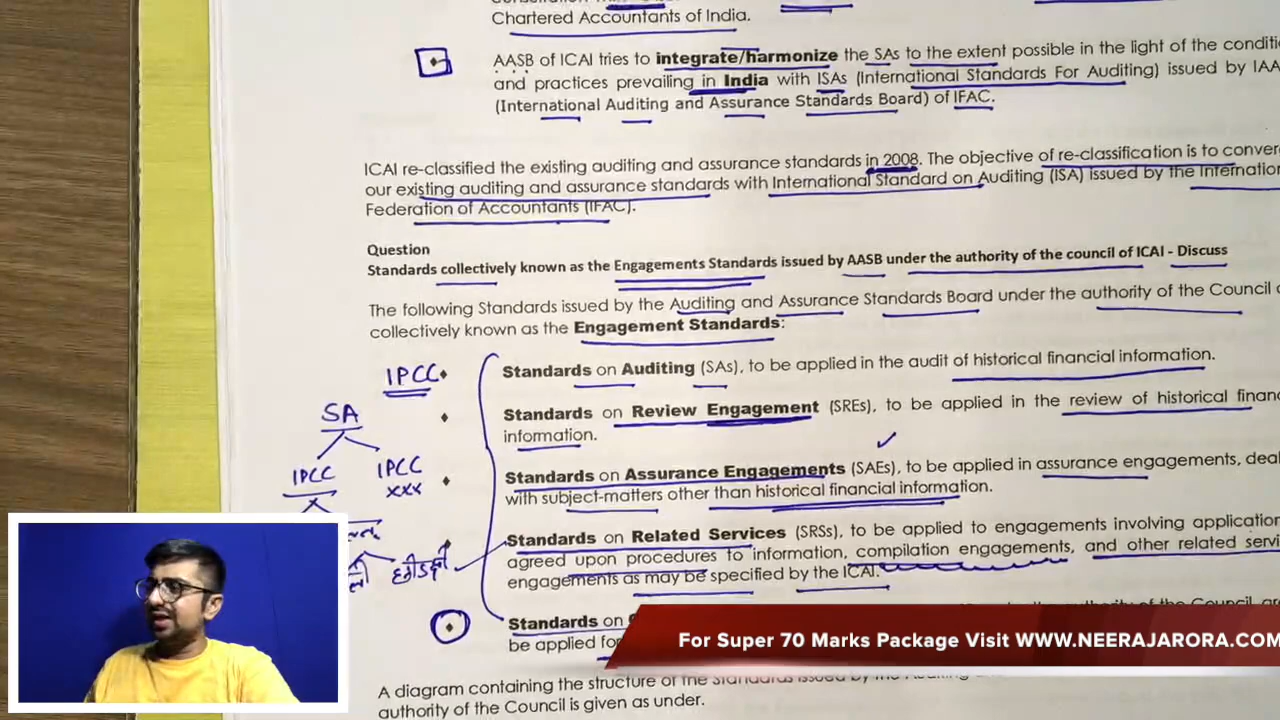 Chartered Accountants of India.
AASB of ICAI tries to integrate/harmonize the SAs to the extent possible in the light of the
and practices prevailing in India with ISAs (International Standards For Auditing) issued by
(International Auditing and Assurance Standards Board) of IFAC.
ICAI re-classified the existing auditing and assurance standards in 2008. The objective of re-classification is to
our existing auditing and assurance standards with International Standard on Auditing (ISA) issued by the
Federation of Accountants (IFAC).
Question
Standards collectively known as the Engagements Standards issued by AASB under the authority of the council of ICAI - Discuss
The following Standards issued by the Auditing and Assurance Standards Board under the authority of the Council
collectively known as the Engagement Standards:
IPCC
Standards on Auditing (SAs), to be applied in the audit of historical financial information.
SA
Standards on Review Engagement (SREs), to be applied in the review of historical
information.
IPCC IPCC
xxx
Standards on Assurance Engagements (SAEs), to be applied in assurance engagements,
with subject-matters other than historical financial information.
Standards on Related Services (SRSs), to be applied to engagements involving application
agreed upon procedures to information, compilation engagements, and other related
engagements as may be specified by the ICAI.
Standards on
be applied
For Super 70 Marks Package Visit WWW.NEERAJARORA.COM
A diagram containing the structure of the Standards issued by the Auditing
authority of the Council is given as under.